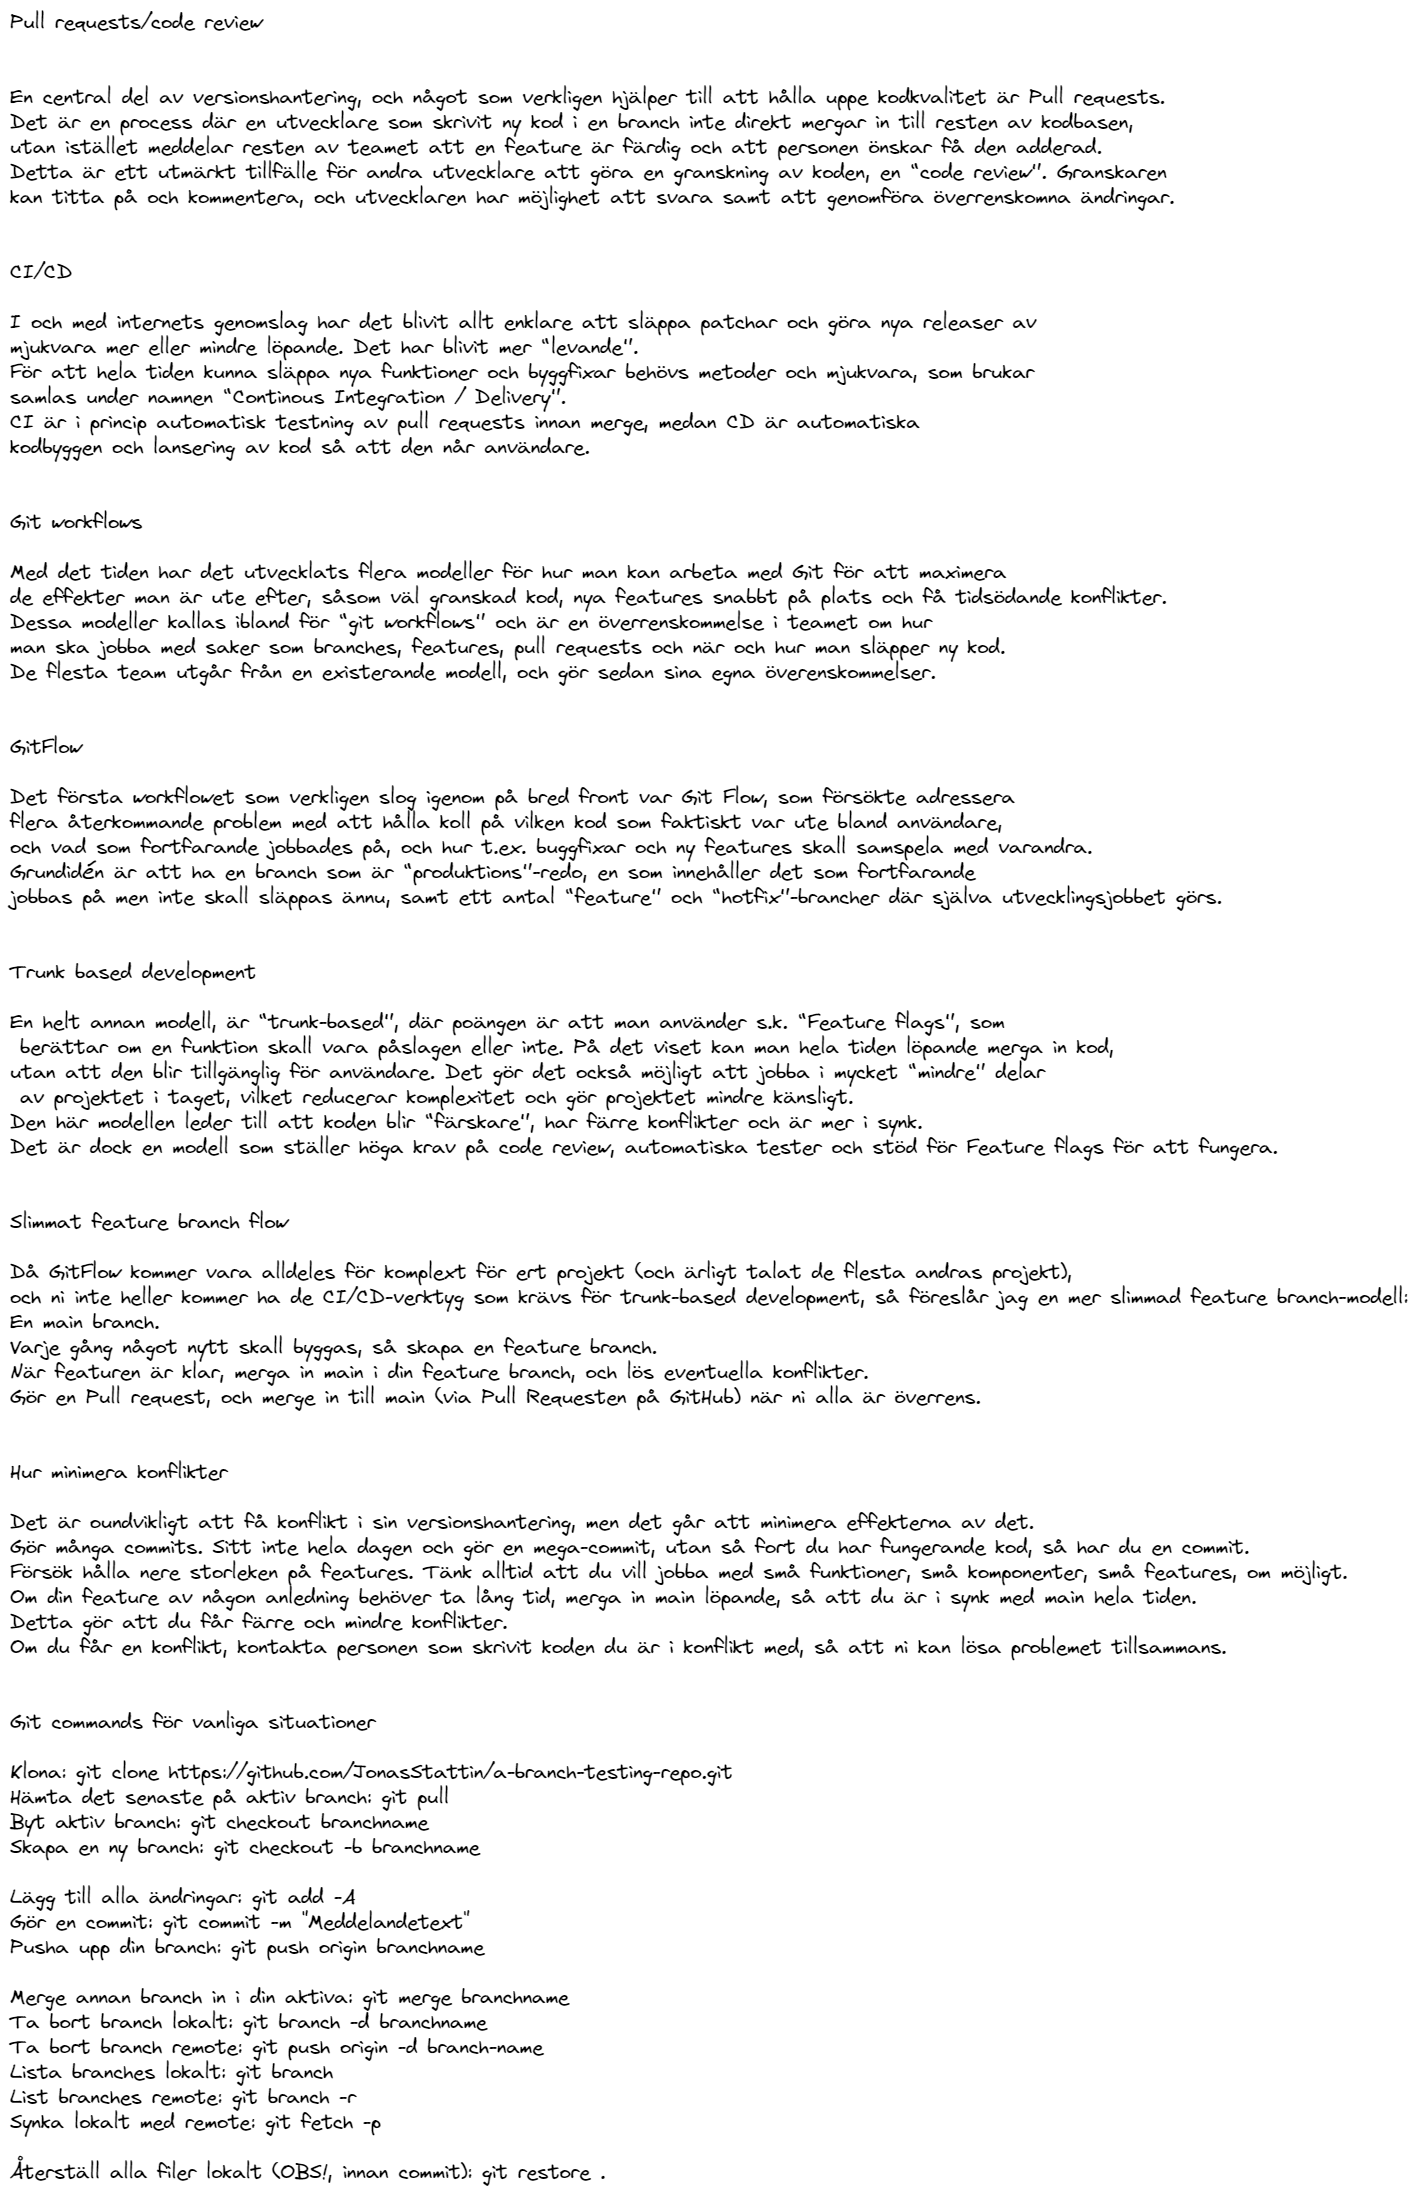 Pull requests/code review
En central del av versionshantering, och något som verkligen hjälper till att hålla uppe kodkvalitet är Pull requests.
Det är en process där en utvecklare som skrivit ny kod i en branch inte direkt mergar in till resten av kodbasen,
utan istället meddelar resten av teamet att en feature är färdig och att personen önskar få den adderad.
Detta är ett utmärkt tillfälle för andra utvecklare att göra en granskning av koden, en “code review”. Granskaren
kan titta på och kommentera, och utvecklaren har möjlighet att svara samt att genomföra överrenskomna ändringar.
CI/CD
I och med internets genomslag har det blivit allt enklare att släppa patchar och göra nya releaser av
mjukvara mer eller mindre löpande. Det har blivit mer “levande”.
För att hela tiden kunna släppa nya funktioner och byggfixar behövs metoder och mjukvara, som brukar
samlas under namnen “Continous Integration / Delivery”.
CI är i princip automatisk testning av pull requests innan merge, medan CD är automatiska
kodbyggen och lansering av kod så att den når användare.
Git workflows
Med det tiden har det utvecklats flera modeller för hur man kan arbeta med Git för att maximera
de effekter man är ute efter, såsom väl granskad kod, nya features snabbt på plats och få tidsödande konflikter.
Dessa modeller kallas ibland för “git workflows” och är en överrenskommelse i teamet om hur
man ska jobba med saker som branches, features, pull requests och när och hur man släpper ny kod.
De flesta team utgår från en existerande modell, och gör sedan sina egna överenskommelser.
GitFlow
Det första workflowet som verkligen slog igenom på bred front var Git Flow, som försökte adressera
flera återkommande problem med att hålla koll på vilken kod som faktiskt var ute bland användare,
och vad som fortfarande jobbades på, och hur t.ex. buggfixar och ny features skall samspela med varandra.
Grundidén är att ha en branch som är “produktions”-redo, en som innehåller det som fortfarande
jobbas på men inte skall släppas ännu, samt ett antal “feature” och “hotfix”-brancher där själva utvecklingsjobbet görs.
Trunk based development
En helt annan modell, är “trunk-based”, där poängen är att man använder s.k. “Feature flags”, som
berättar om en funktion skall vara påslagen eller inte. På det viset kan man hela tiden löpande merga in kod,
utan att den blir tillgänglig för användare. Det gör det också möjligt att jobba i mycket “mindre” delar
av projektet i taget, vilket reducerar komplexitet och gör projektet mindre känsligt.
Den här modellen leder till att koden blir “färskare”, har färre konflikter och är mer i synk.
Det är dock en modell som ställer höga krav på code review, automatiska tester och stöd för Feature flags för att fungera.
Slimmat feature branch flow
Då GitFlow kommer vara alldeles för komplext för ert projekt (och ärligt talat de flesta andras projekt),
och ni inte heller kommer ha de CI/CD-verktyg som krävs för trunk-based development, så föreslår jag en mer slimmad feature branch-modell:
En main branch.
Varje gång något nytt skall byggas, så skapa en feature branch.
När featuren är klar, merga in main i din feature branch, och lös eventuella konflikter.
Gör en Pull request, och merge in till main (via Pull Requesten på GitHub) när ni alla är överrens.
Hur minimera konflikter
Det är oundvikligt att få konflikt i sin versionshantering, men det går att minimera effekterna av det.
Gör många commits. Sitt inte hela dagen och gör en mega-commit, utan så fort du har fungerande kod, så har du en commit.
Försök hålla nere storleken på features. Tänk alltid att du vill jobba med små funktioner, små komponenter, små features, om möjligt.
Om din feature av någon anledning behöver ta lång tid, merga in main löpande, så att du är i synk med main hela tiden.
Detta gör att du får färre och mindre konflikter.
Om du får en konflikt, kontakta personen som skrivit koden du är i konflikt med, så att ni kan lösa problemet tillsammans.
Git commands för vanliga situationer
Klona: git clone https://github.com/JonasStattin/a-branch-testing-repo.git
Hämta det senaste på aktiv branch: git pull
Byt aktiv branch: git checkout branchname
Skapa en ny branch: git checkout -b branchname
Lägg till alla ändringar: git add -A
Gör en commit: git commit -m "Meddelandetext"
Pusha upp din branch: git push origin branchname
Merge annan branch in i din aktiva: git merge branchname
Ta bort branch lokalt: git branch -d branchname
Ta bort branch remote: git push origin -d branch-name
Lista branches lokalt: git branch
List branches remote: git branch -r
Synka lokalt med remote: git fetch -p
Återställ alla filer lokalt (OBS!, innan commit): git restore .